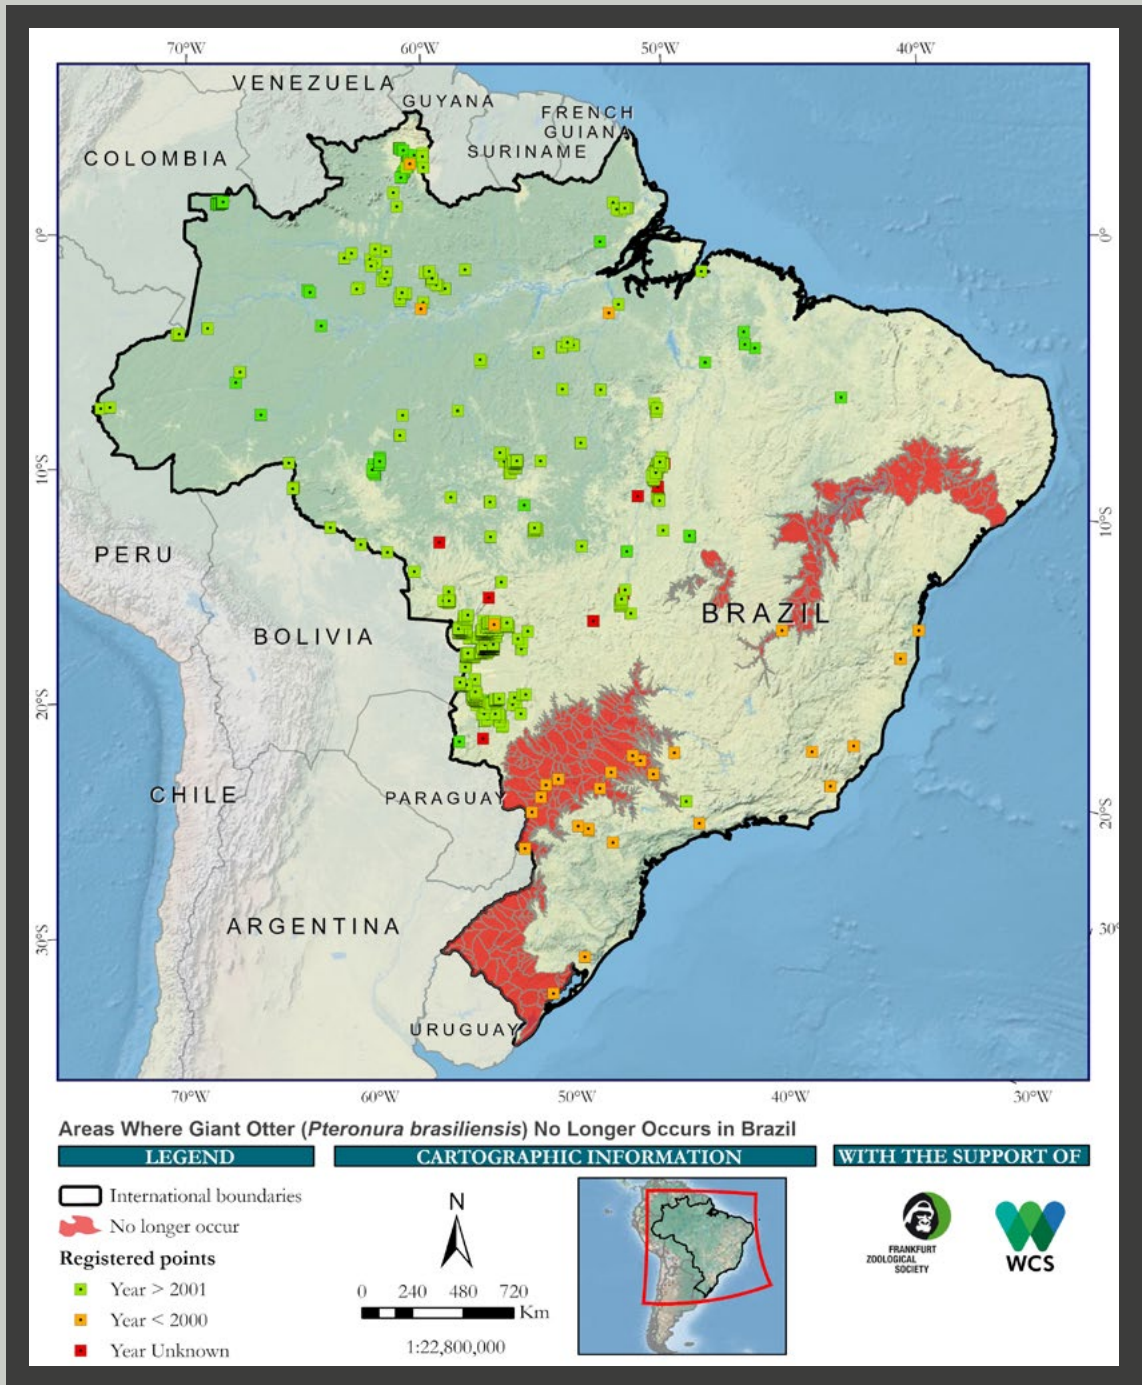 70°W 60°W 50°W 40°W
VENEZUELA
GUYANA
FRENCH
GUIANA
SURINAME
COLOMBIA
0° 0°
10°S
10°S
PERU
BRAZIL
BOLIVIA
20°S
CHILE
PARAGUAY
20°S
ARGENTINA
30°S 30°
URUGUAY
70°W 60°W 50°W 40°W 30°W
Areas Where Giant Otter (Pteronura brasiliensis) No Longer Occurs in Brazil
LEGEND
International boundaries
No longer occur
Registered points
Year > 2001
Year < 2000
Year Unknown
CARTOGRAPHIC INFORMATION
N
0 240 480 720
Km
1:22,800,000
WITH THE SUPPORT OF
FRANKFURT
ZOOLOGICAL
SOCIETY
WCS